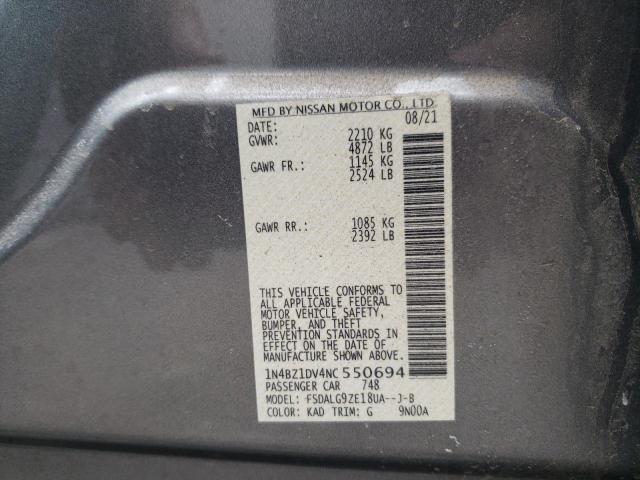 MFD BY NISSAN MOTOR CO., LTD
DATE: 08/21
GVWR: 2210 KG
4872 LB
GAWR FR.: 1145 KG
2524 LB
GAWR RR.: 1085 KG
2392 LB
THIS VEHICLE CONFORMS TO
ALL APPLICABLE FEDERAL
MOTOR VEHICLE SAFETY,
BUMPER, AND THEFT
PREVENTION STANDARDS IN
EFFECT ON THE DATE OF
MANUFACTURE SHOWN ABOVE.
1N4BZ1DV4NC550694
PASSENGER CAR 748
MODEL: FSDALG9ZE18UA--J-B
COLOR: KAD TRIM: G 9N00A